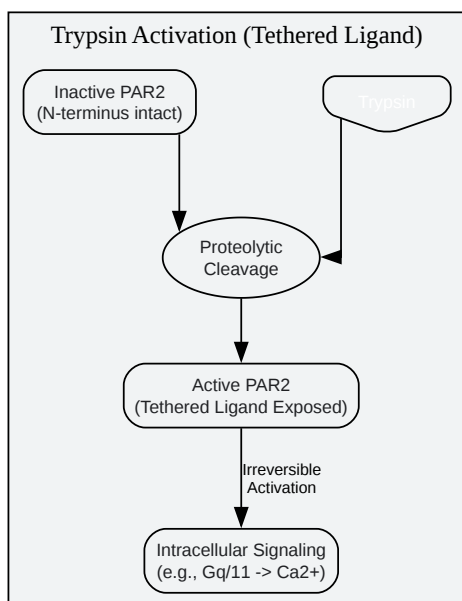 Trypsin Activation (Tethered Ligand)
Inactive PAR2
(N-terminus intact)
Trypsin
Proteolytic
Cleavage
Active PAR2
(Tethered Ligand Exposed)
Irreversible
Activation
Intracellular Signaling
(e.g., Gq/11 -> Ca2+)